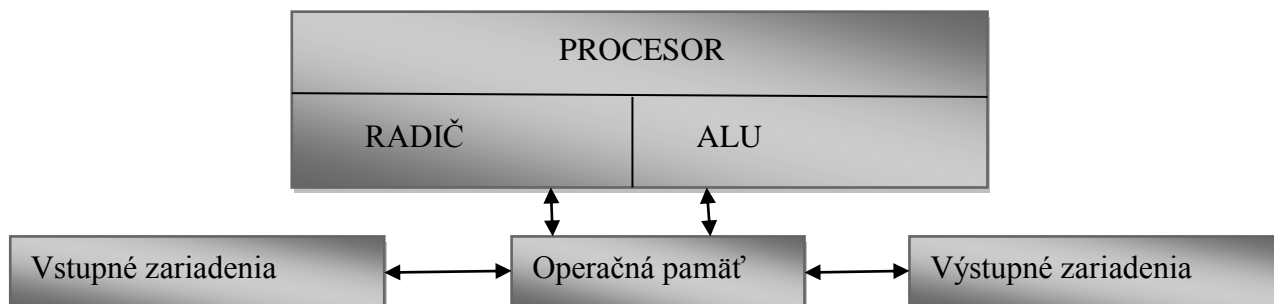 PROCESOR
RADIČ ALU
Vstupné zariadenia Operačná pamäť Výstupné zariadenia